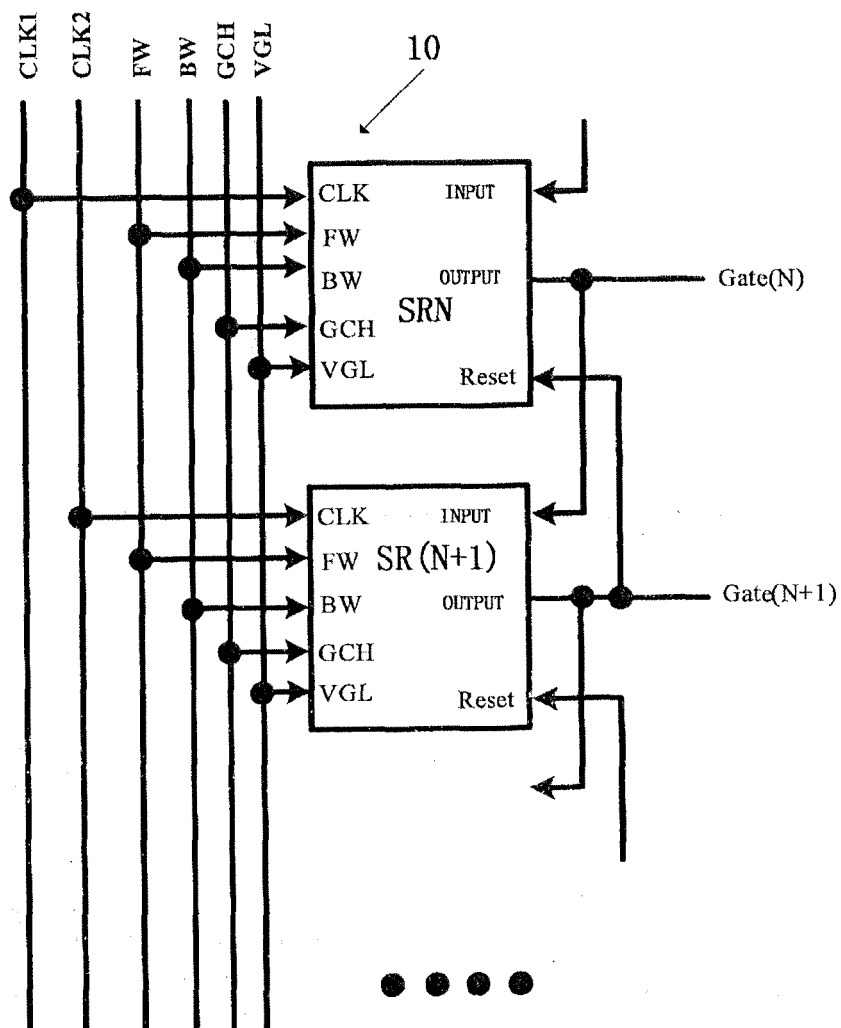 CLK1
CLK2
FW
BW
GCH
VGL
10
CLK
INPUT
FW
BW
OUTPUT
SRN
GCH
VGL
Reset
Gate(N)
CLK
INPUT
FW
SR(N+1)
BW
OUTPUT
GCH
VGL
Reset
Gate(N+1)